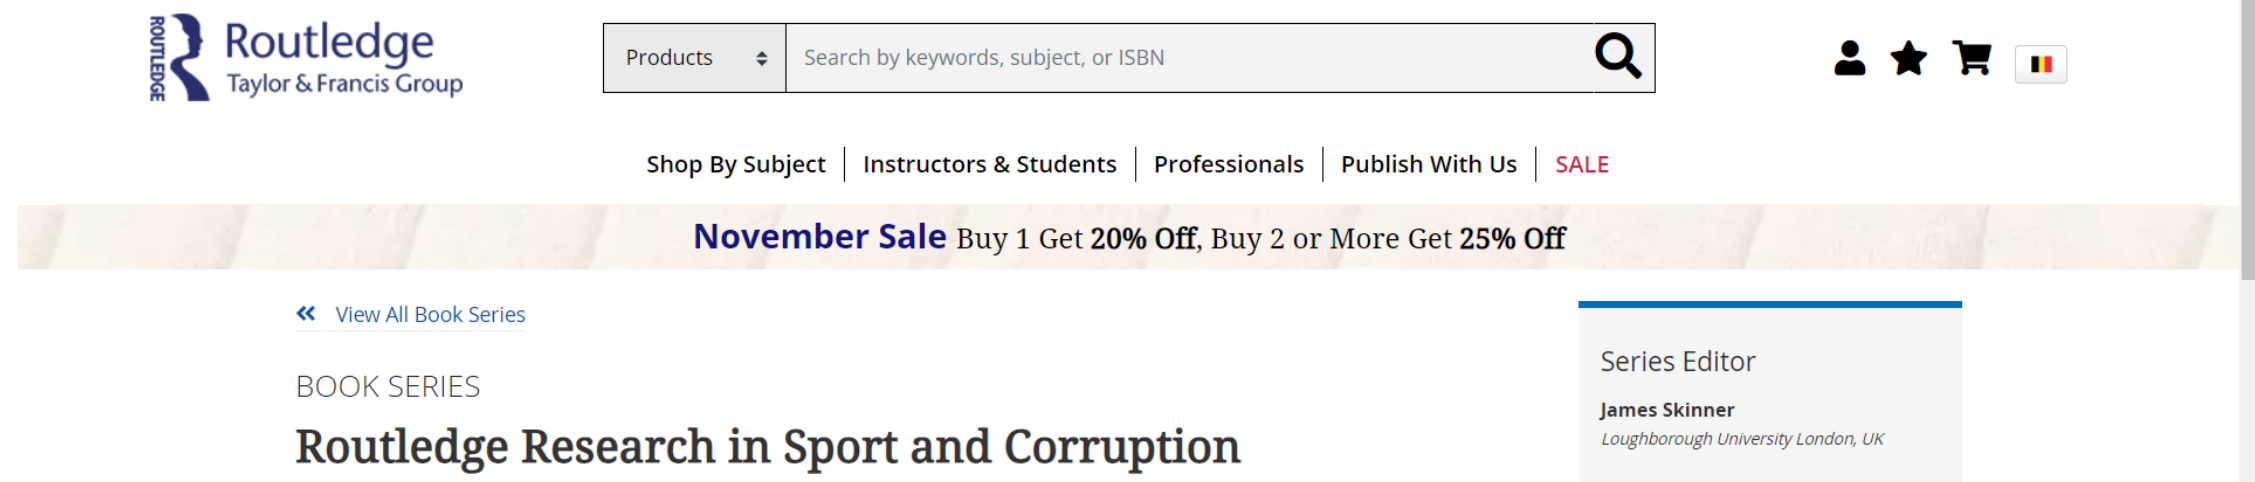 ROUTLEDGE
Routledge
Taylor & Francis Group
Products
Search by keywords, subject, or ISBN
Shop By Subject
Instructors & Students
Professionals
Publish With Us
SALE
November Sale Buy 1 Get 20% Off, Buy 2 or More Get 25% Off
View All Book Series
BOOK SERIES
Routledge Research in Sport and Corruption
Series Editor
James Skinner
Loughborough University London, UK